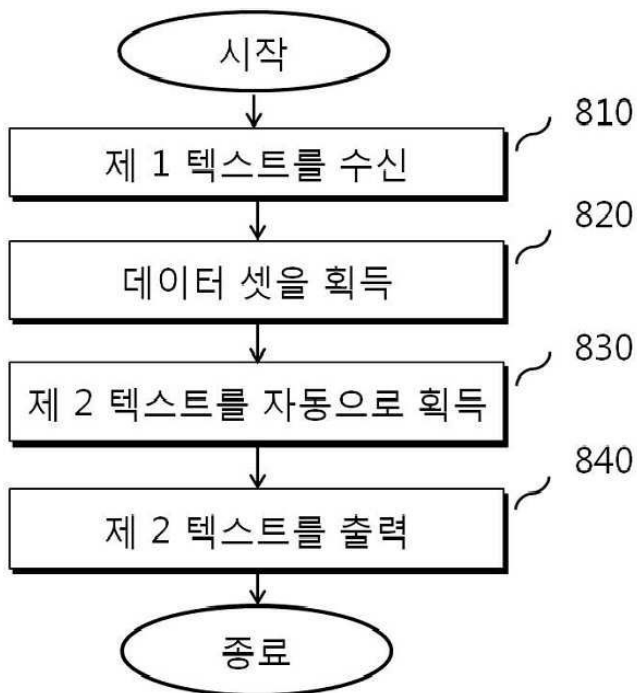 시작
810
제 1 텍스트를 수신
820
데이터 셋을 획득
830
제 2 텍스트를 자동으로 획득
840
제 2 텍스트를 출력
종료